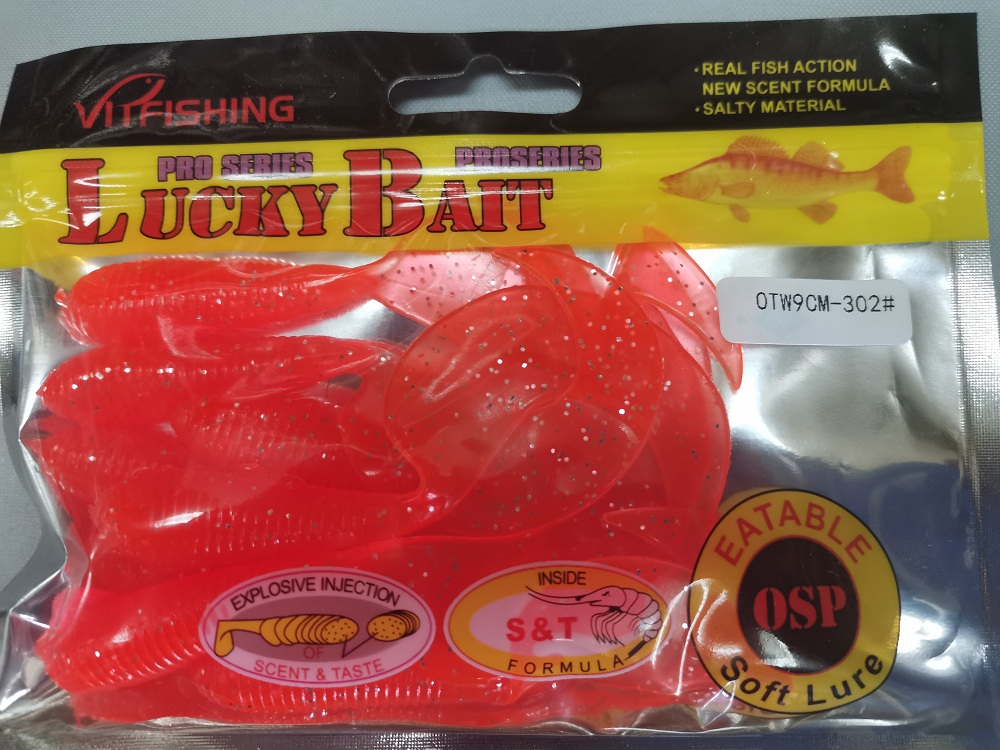 VITFISHING
• REAL FISH ACTION
NEW SCENT FORMULA
• SALTY MATERIAL
PRO SERIES
PROSERIES
LUCKY BAIT
OTW9CM-302#
EXPLOSIVE INJECTION
OF
SCENT & TASTE
INSIDE
S & T
FORMULA
EATABLE
OSP
Soft Lure